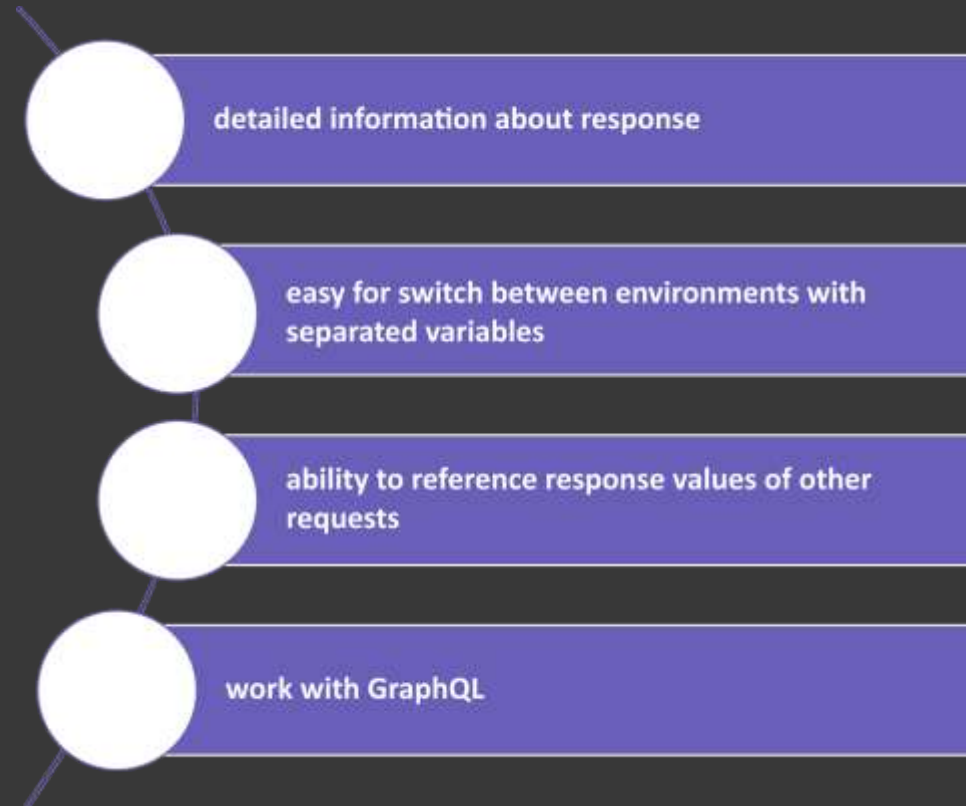 detailed information about response
easy for switch between environments with
separated variables
ability to reference response values of other
requests
work with GraphQL